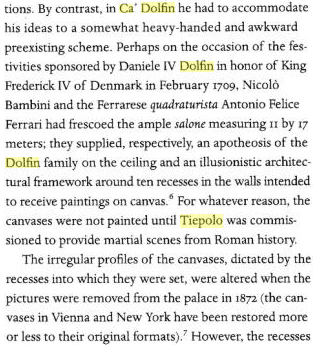 tions. By contrast, in Ca' Dolfin he had to accommodate
his ideas to a somewhat heavy-handed and awkward
preexisting scheme. Perhaps on the occasion of the fes-
tivities sponsored by Daniele IV Dolfin in honor of King
Frederick IV of Denmark in February 1709, Nicolò
Bambini and the Ferrarese quadraturista Antonio Felice
Ferrari had frescoed the ample salone measuring 11 by 17
meters; they supplied, respectively, an apotheosis of the
Dolfin family on the ceiling and an illusionistic architec-
tural framework around ten recesses in the walls intended
to receive paintings on canvas.⁶ For whatever reason, the
canvases were not painted until Tiepolo was commis-
sioned to provide martial scenes from Roman history.
The irregular profiles of the canvases, dictated by the
recesses into which they were set, were altered when the
pictures were removed from the palace in 1872 (the can-
vases in Vienna and New York have been restored more
or less to their original formats).⁷ However, the recesses